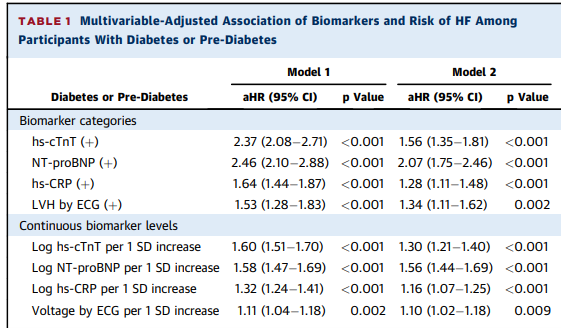 TABLE 1 Multivariable-Adjusted Association of Biomarkers and Risk of HF Among
Participants With Diabetes or Pre-Diabetes
Model 1 Model 2
Diabetes or Pre-Diabetes aHR (95% CI) p Value aHR (95% CI) p Value
Biomarker categories
hs-cTnT (+) 2.37 (2.08–2.71) <0.001 1.56 (1.35–1.81) <0.001
NT-proBNP (+) 2.46 (2.10–2.88) <0.001 2.07 (1.75–2.46) <0.001
hs-CRP (+) 1.64 (1.44–1.87) <0.001 1.28 (1.11–1.48) <0.001
LVH by ECG (+) 1.53 (1.28–1.83) <0.001 1.34 (1.11–1.62) 0.002
Continuous biomarker levels
Log hs-cTnT per 1 SD increase 1.60 (1.51–1.70) <0.001 1.30 (1.21–1.40) <0.001
Log NT-proBNP per 1 SD increase 1.58 (1.47–1.69) <0.001 1.56 (1.44–1.69) <0.001
Log hs-CRP per 1 SD increase 1.32 (1.24–1.41) <0.001 1.16 (1.07–1.25) <0.001
Voltage by ECG per 1 SD increase 1.11 (1.04–1.18) 0.002 1.10 (1.02–1.18) 0.009